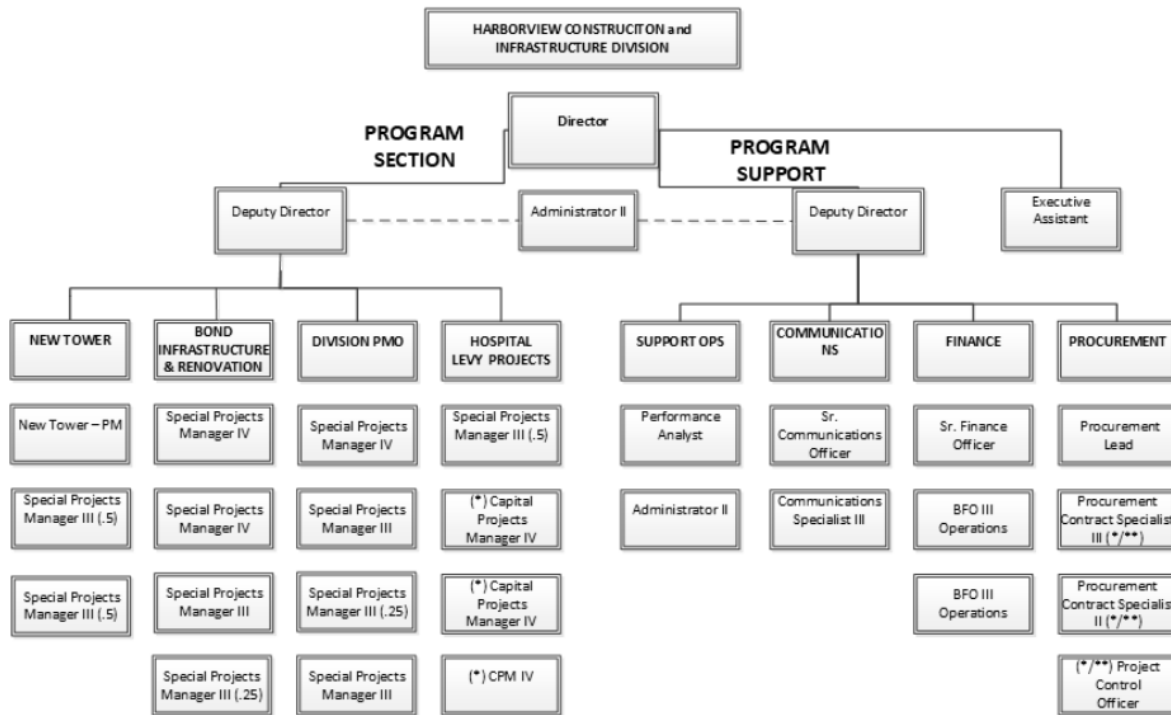 HARBORVIEW CONSTRUCITON and
INFRASTRUCTURE DIVISION
Director
PROGRAM
SECTION
PROGRAM
SUPPORT
Deputy Director
Administrator II
Deputy Director
Executive
Assistant
NEW TOWER
BOND
INFRASTRUCTURE
& RENOVATION
DIVISION PMO
HOSPITAL
LEVY PROJECTS
SUPPORT OPS
COMMUNICATIO
NS
FINANCE
PROCUREMENT
New Tower – PM
Special Projects
Manager IV
Special Projects
Manager IV
Special Projects
Manager III (.5)
Performance
Analyst
Sr.
Communications
Officer
Sr. Finance
Officer
Procurement
Lead
Special Projects
Manager III (.5)
Special Projects
Manager IV
Special Projects
Manager III
(*) Capital
Projects
Manager IV
Administrator II
Communications
Specialist III
BFO III
Operations
Procurement
Contract Specialist
III (*/**)
Special Projects
Manager III (.5)
Special Projects
Manager III
Special Projects
Manager III (.25)
(*) Capital
Projects
Manager IV
BFO III
Operations
Procurement
Contract Specialist
II (*/**)
Special Projects
Manager III (.25)
Special Projects
Manager III
(*) CPM IV
(*/**) Project
Control
Officer